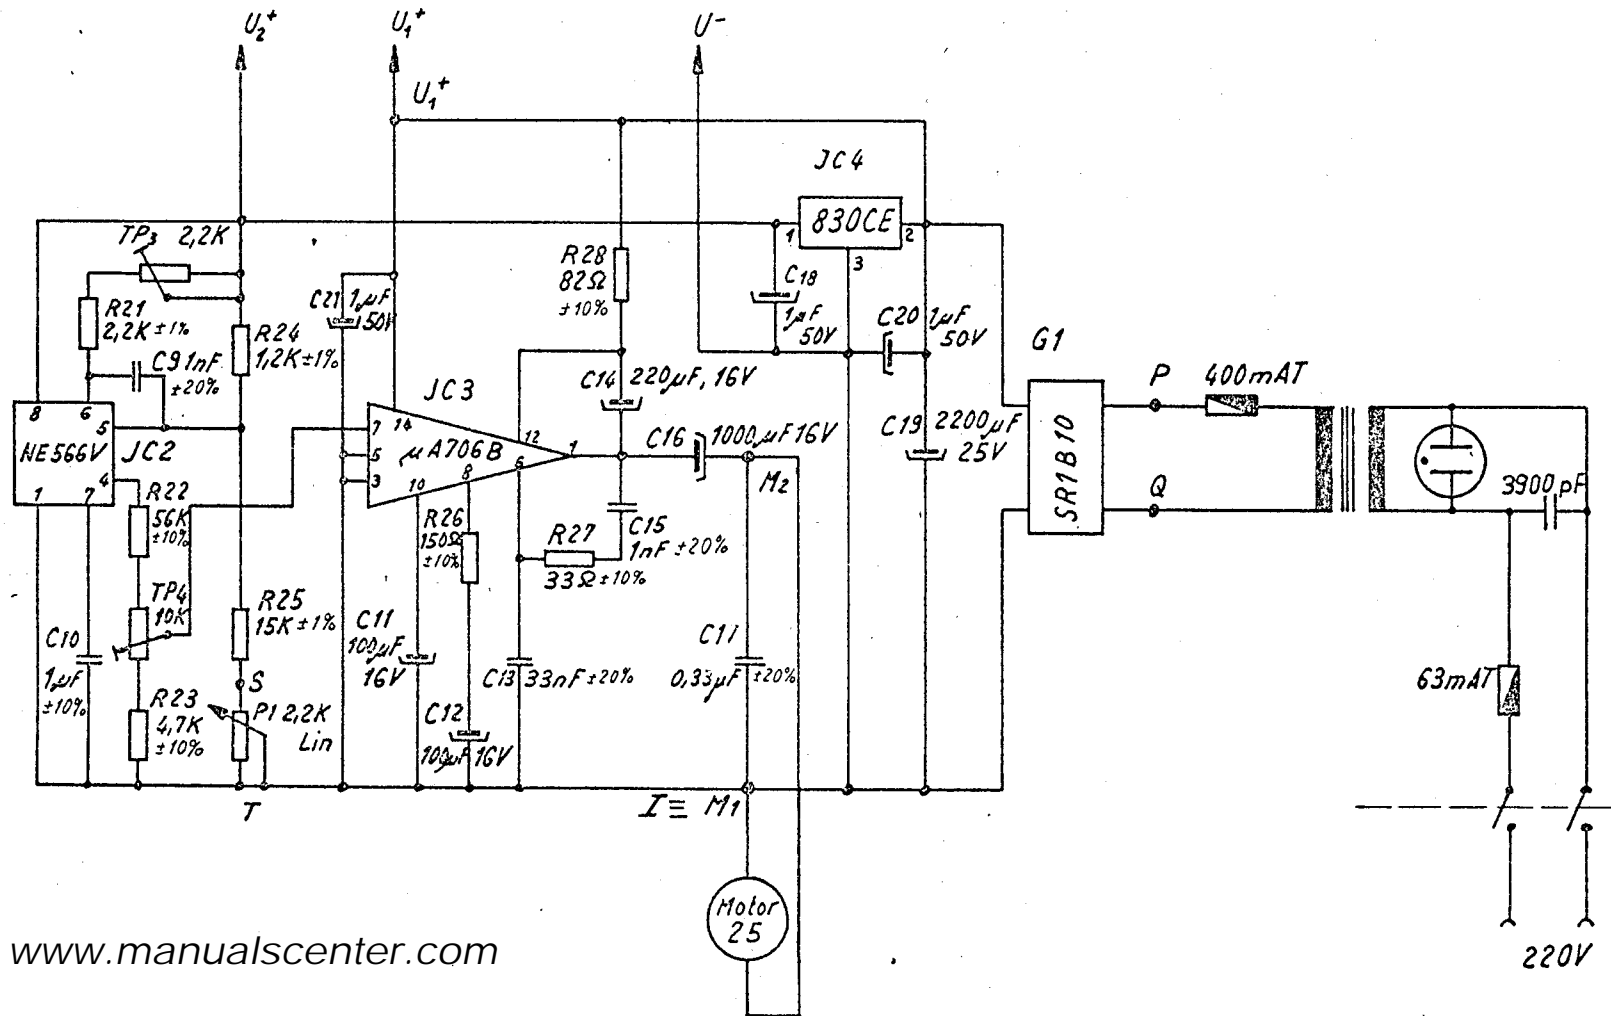 U2+
U1+
U-
U1+
JC4
830CE
1
2
3
TP3 2,2K
R21
2,2K ±1%
R24
1,2K ±1%
C21 1µF
50V
R28
82Ω
±10%
C18
1µF
50V
C20 1µF
50V
C9 1nF
±20%
8
6
5
NE566V
JC2
4
1
7
JC3
7
14
5
µA706B
3
10
8
6
12
1
C14 220µF, 16V
C16 1000µF 16V
M2
C19 2200µF
25V
G1
SR1B10
P
400mAT
Q
3900pF
R22
56K
±10%
TP4
10K
R26
150Ω
±10%
R27
33Ω ±10%
C15
1nF ±20%
R25
15K ±1%
C10
1µF
±10%
C11
100µF
16V
C13 33nF ±20%
C17
0,33µF ±20%
63mAT
S
P1 2,2K
Lin
R23
4,7K
±10%
C12
100µF 16V
T
I ≡ M1
Motor
25
220V
www.manualscenter.com